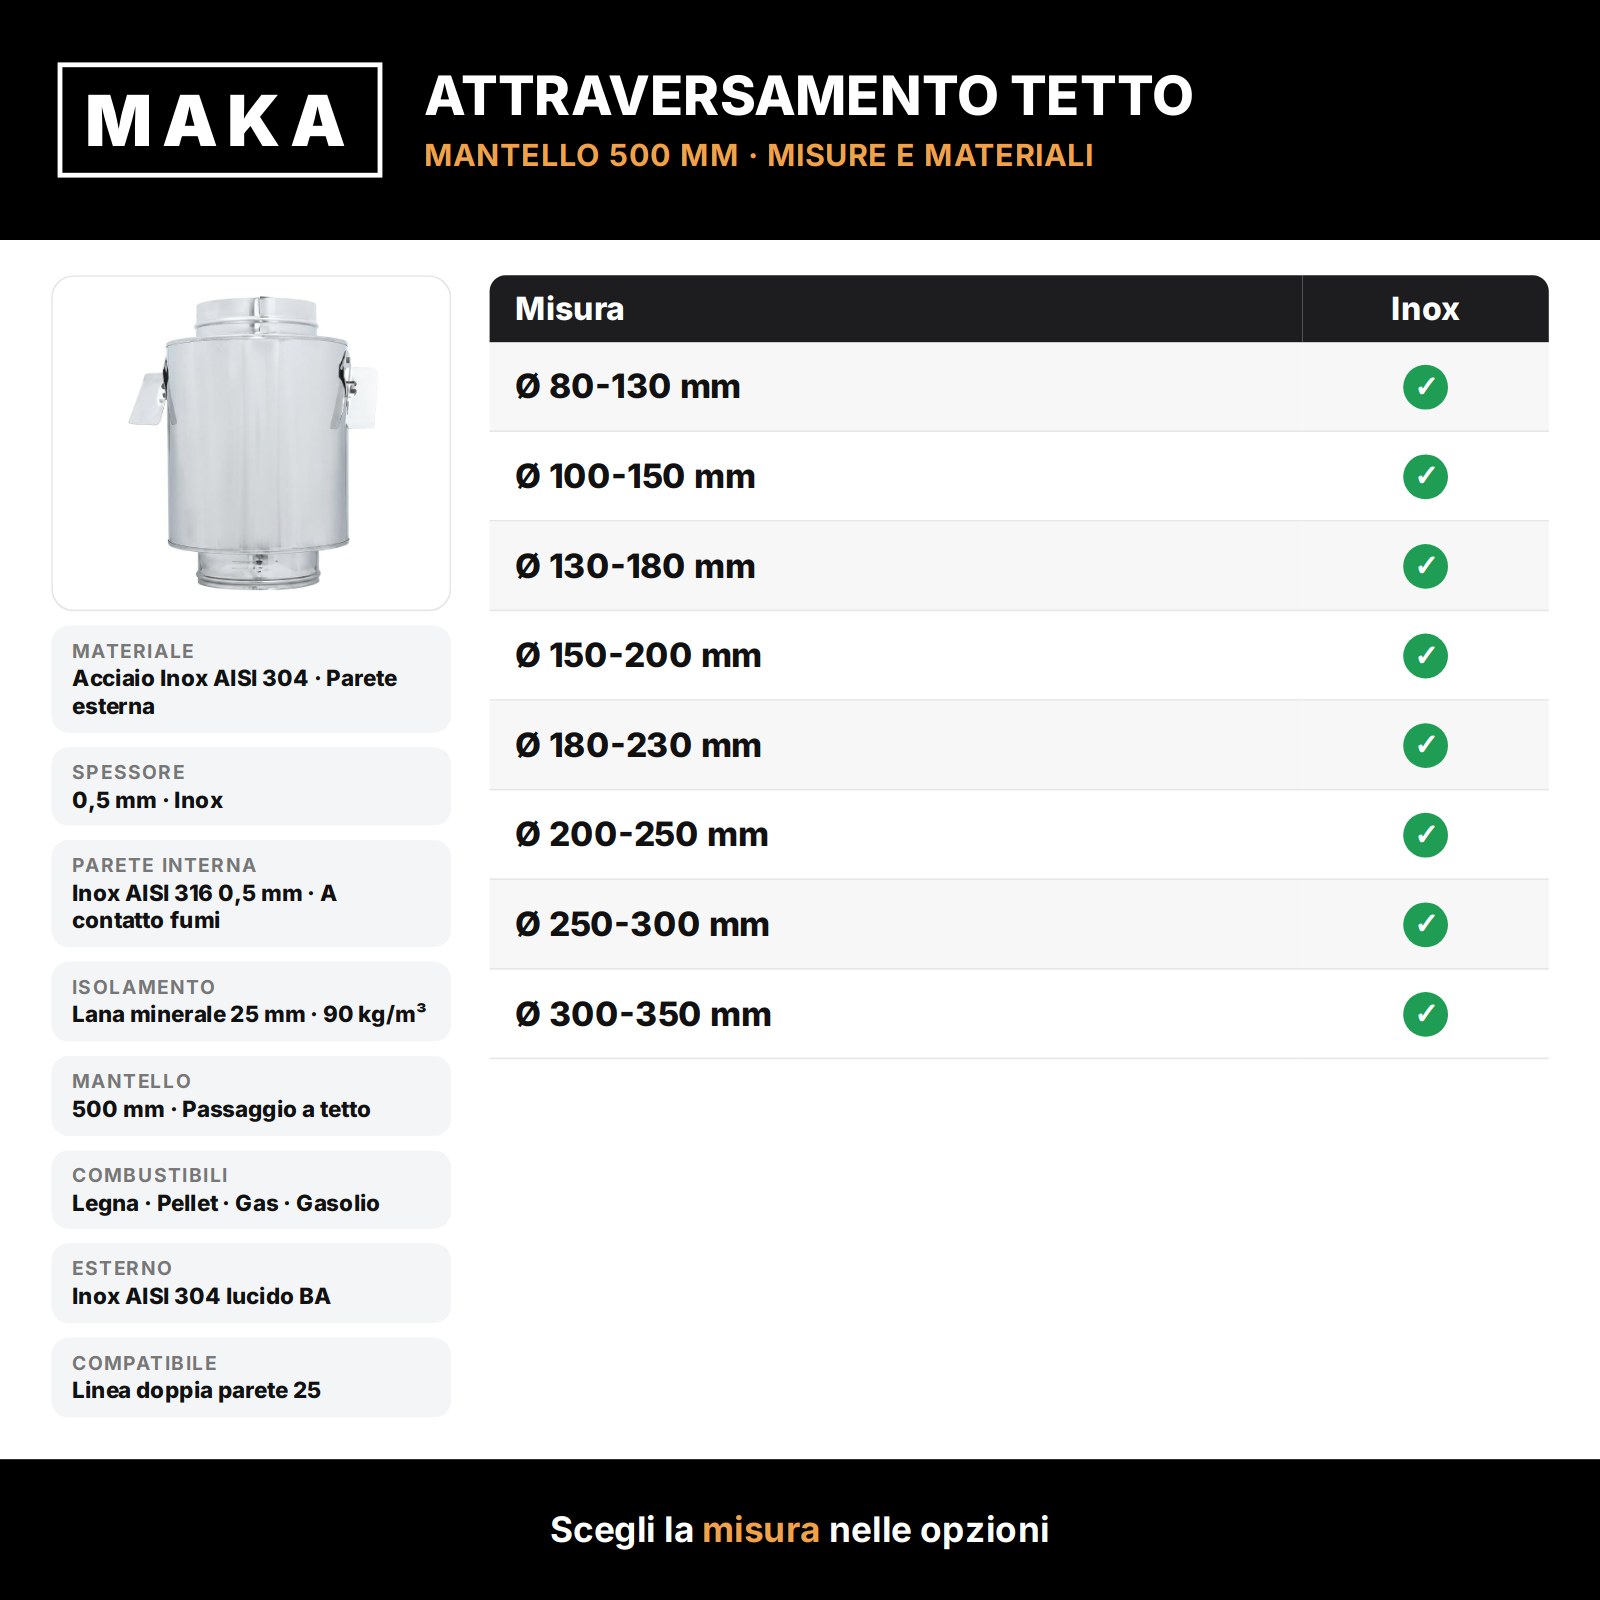 MAKA
ATTRAVERSAMENTO TETTO
MANTELLO 500 MM · MISURE E MATERIALI
MATERIALE
Acciaio Inox AISI 304 · Parete
esterna
SPESSORE
0,5 mm · Inox
PARETE INTERNA
Inox AISI 316 0,5 mm · A
contatto fumi
ISOLAMENTO
Lana minerale 25 mm · 90 kg/m³
MANTELLO
500 mm · Passaggio a tetto
COMBUSTIBILI
Legna · Pellet · Gas · Gasolio
ESTERNO
Inox AISI 304 lucido BA
COMPATIBILE
Linea doppia parete 25
Misura Inox
Ø 80-130 mm ✓
Ø 100-150 mm ✓
Ø 130-180 mm ✓
Ø 150-200 mm ✓
Ø 180-230 mm ✓
Ø 200-250 mm ✓
Ø 250-300 mm ✓
Ø 300-350 mm ✓
Scegli la misura nelle opzioni